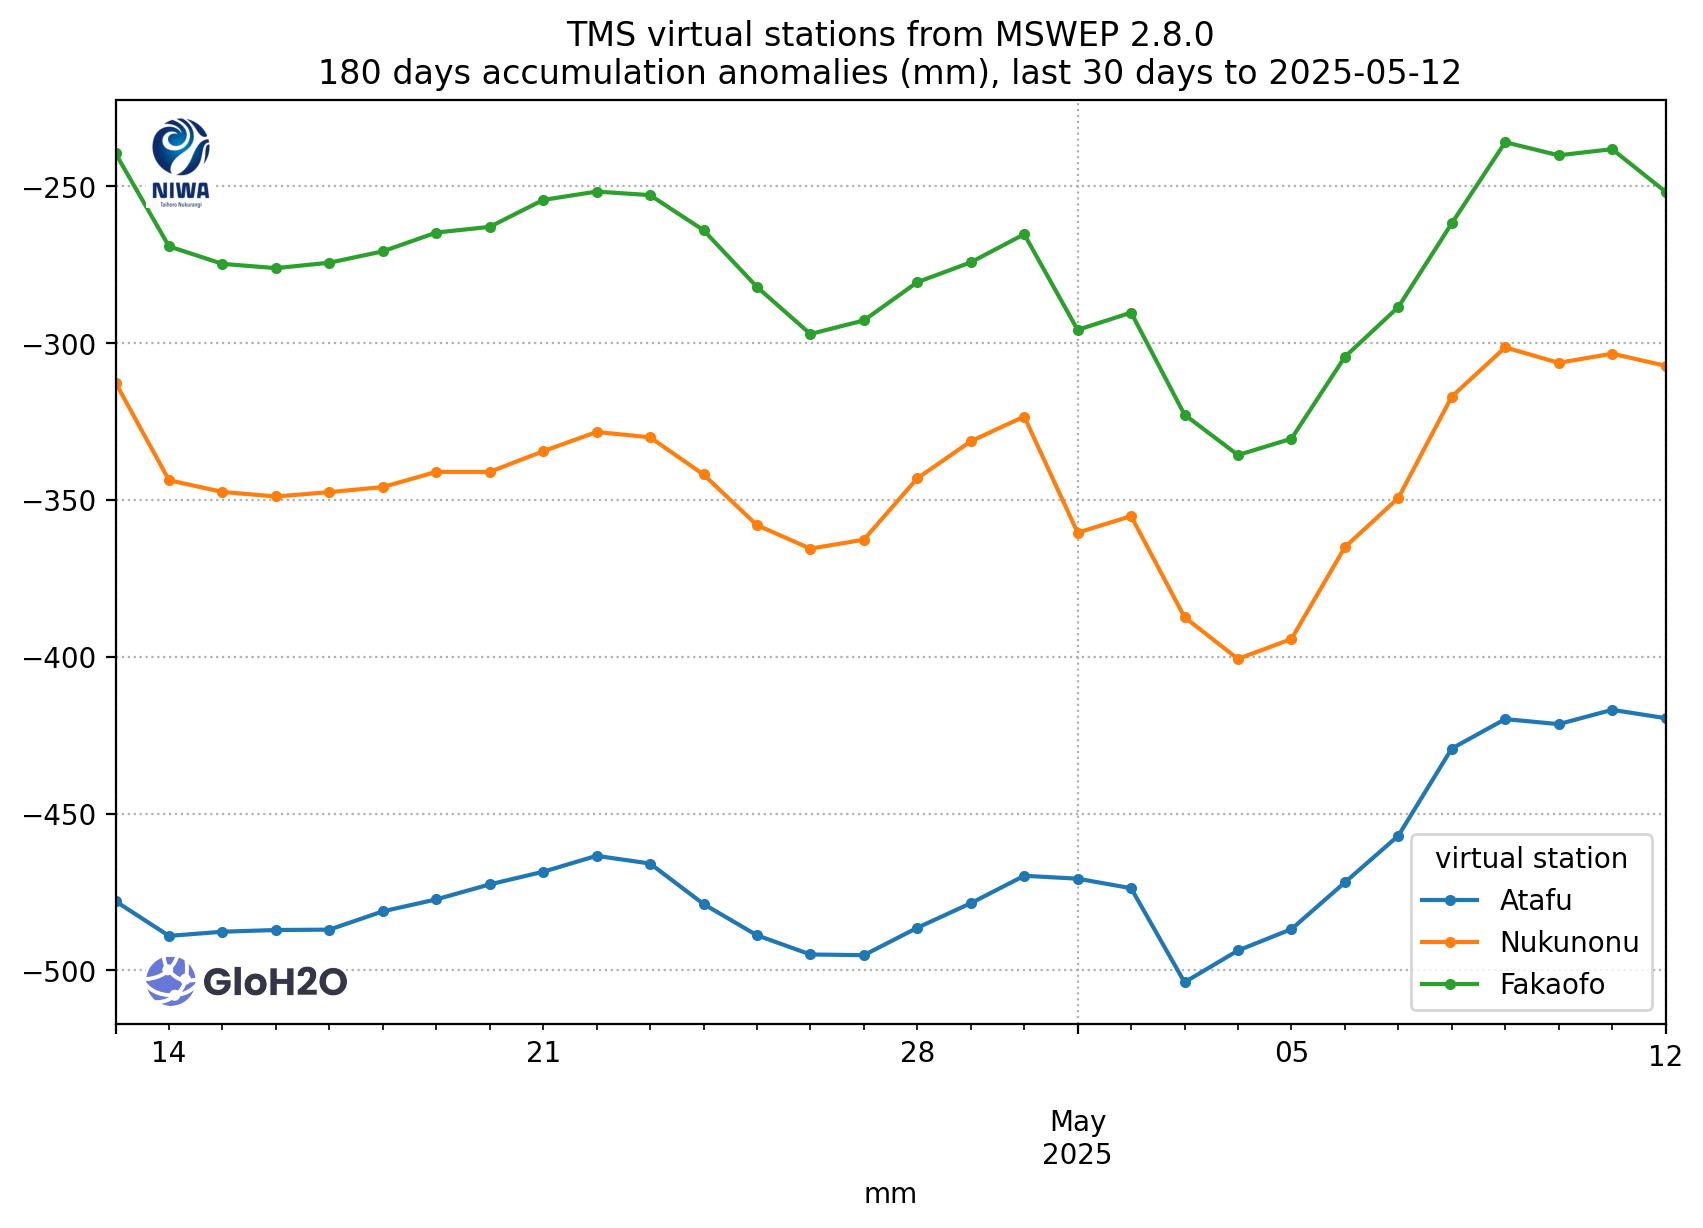 TMS virtual stations from MSWEP 2.8.0
180 days accumulation anomalies (mm), last 30 days to 2025-05-12
NIWA
Taihoro Nukurangi
−250
−300
−350
−400
−450
−500
virtual station
Atafu
Nukunonu
Fakaofo
GloH2O
14 21 28 05 12
May
2025
mm